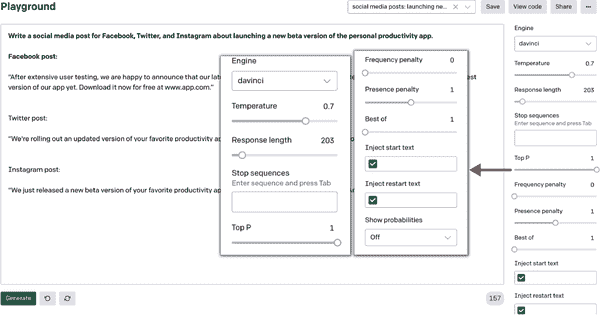 Playground
social media posts: launching ne...
Save
View code
Share
...
Write a social media post for Facebook, Twitter, and Instagram about launching a new beta version of the personal productivity app.
Facebook post:
"After extensive user testing, we are happy to announce that our lat
est
version of our app yet. Download it now for free at www.app.com."
Twitter post:
"We're rolling out an updated version of your favorite productivity ap
Instagram post:
"We just released a new beta version of your favorite productivity ap
Engine
davinci
Temperature 0.7
Response length 203
Stop sequences
Enter sequence and press Tab
Top P 1
Frequency penalty 0
Presence penalty 1
Best of 1
Inject start text
Inject restart text
Show probabilities
Off
Engine
davinci
Temperature 0.7
Response length 203
Stop sequences
Enter sequence and press Tab
Top P 1
Frequency penalty 0
Presence penalty 1
Best of 1
Inject start text
Inject restart text
Generate
157